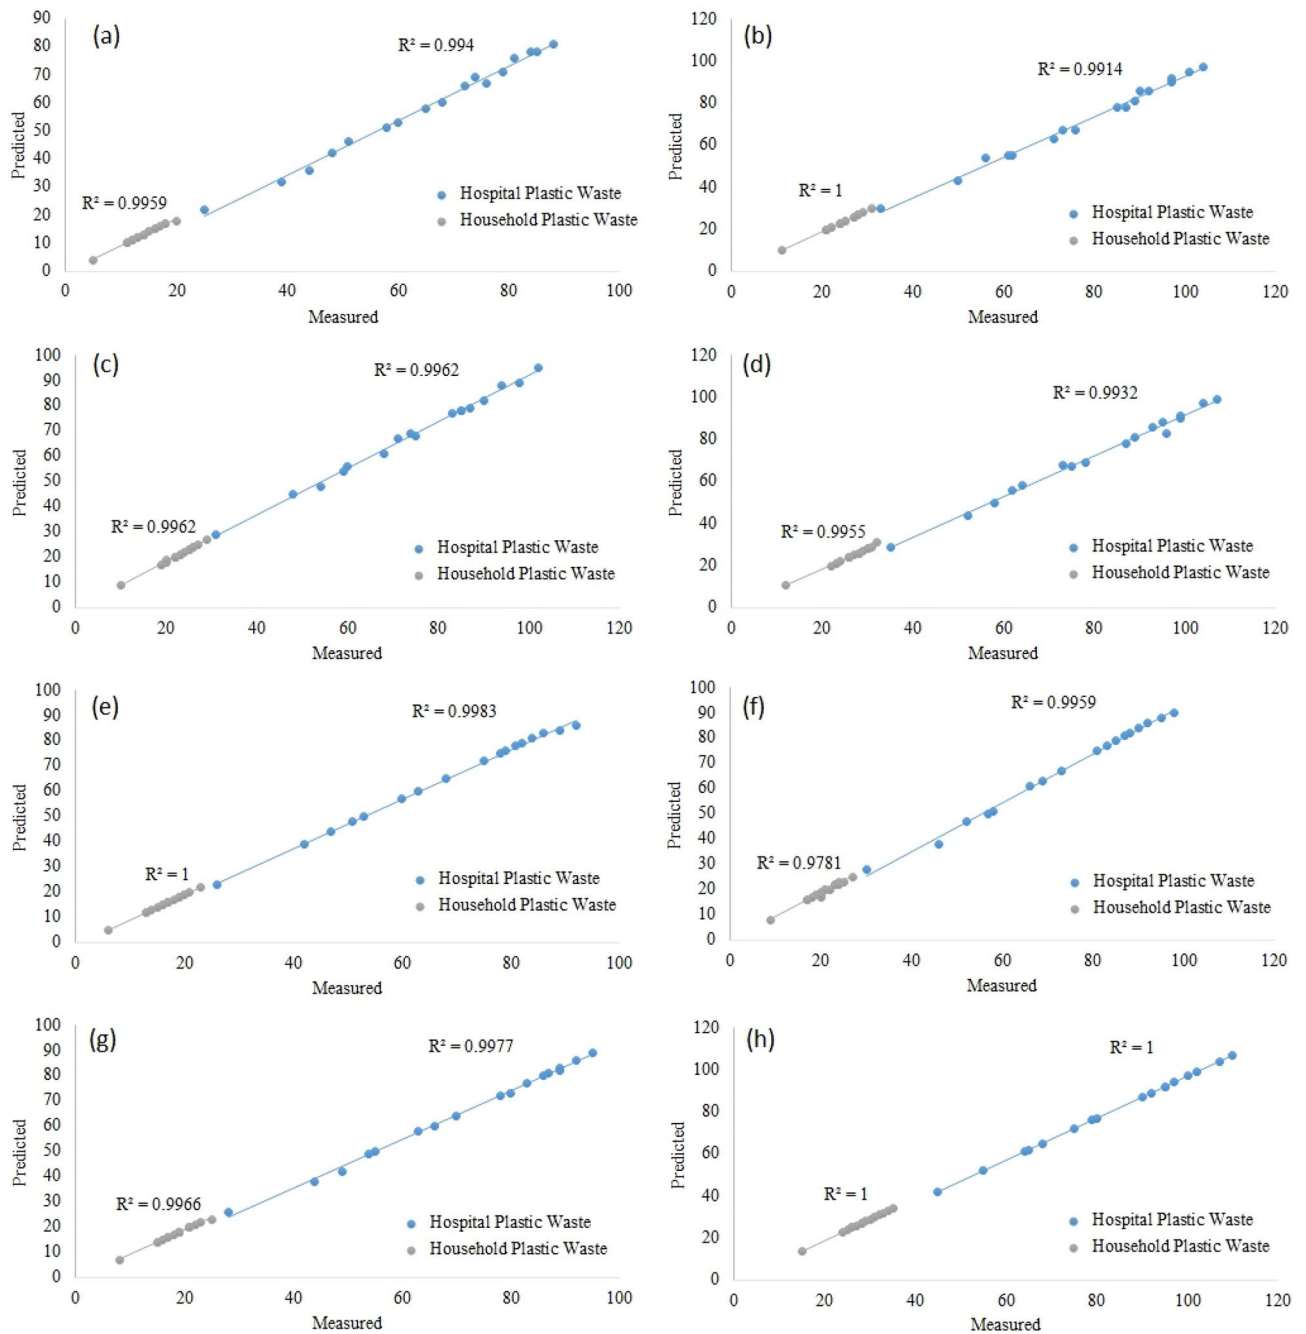 (a)
R² = 0.994
R² = 0.9959
Hospital Plastic Waste
Household Plastic Waste
Predicted
90
80
70
60
50
40
30
20
10
0
0 20 40 60 80 100
Measured
(b)
R² = 0.9914
R² = 1
Hospital Plastic Waste
Household Plastic Waste
Predicted
120
100
80
60
40
20
0
0 20 40 60 80 100 120
Measured
(c)
R² = 0.9962
R² = 0.9962
Hospital Plastic Waste
Household Plastic Waste
Predicted
100
90
80
70
60
50
40
30
20
10
0
0 20 40 60 80 100 120
Measured
(d)
R² = 0.9932
R² = 0.9955
Hospital Plastic Waste
Household Plastic Waste
Predicted
120
100
80
60
40
20
0
0 20 40 60 80 100 120
Measured
(e)
R² = 0.9983
R² = 1
Hospital Plastic Waste
Household Plastic Waste
Predicted
100
90
80
70
60
50
40
30
20
10
0
0 20 40 60 80 100
Measured
(f)
R² = 0.9959
R² = 0.9781
Hospital Plastic Waste
Household Plastic Waste
Predicted
100
90
80
70
60
50
40
30
20
10
0
0 20 40 60 80 100 120
Measured
(g)
R² = 0.9977
R² = 0.9966
Hospital Plastic Waste
Household Plastic Waste
Predicted
100
90
80
70
60
50
40
30
20
10
0
0 20 40 60 80 100
Measured
(h)
R² = 1
R² = 1
Hospital Plastic Waste
Household Plastic Waste
Predicted
120
100
80
60
40
20
0
0 20 40 60 80 100 120
Measured